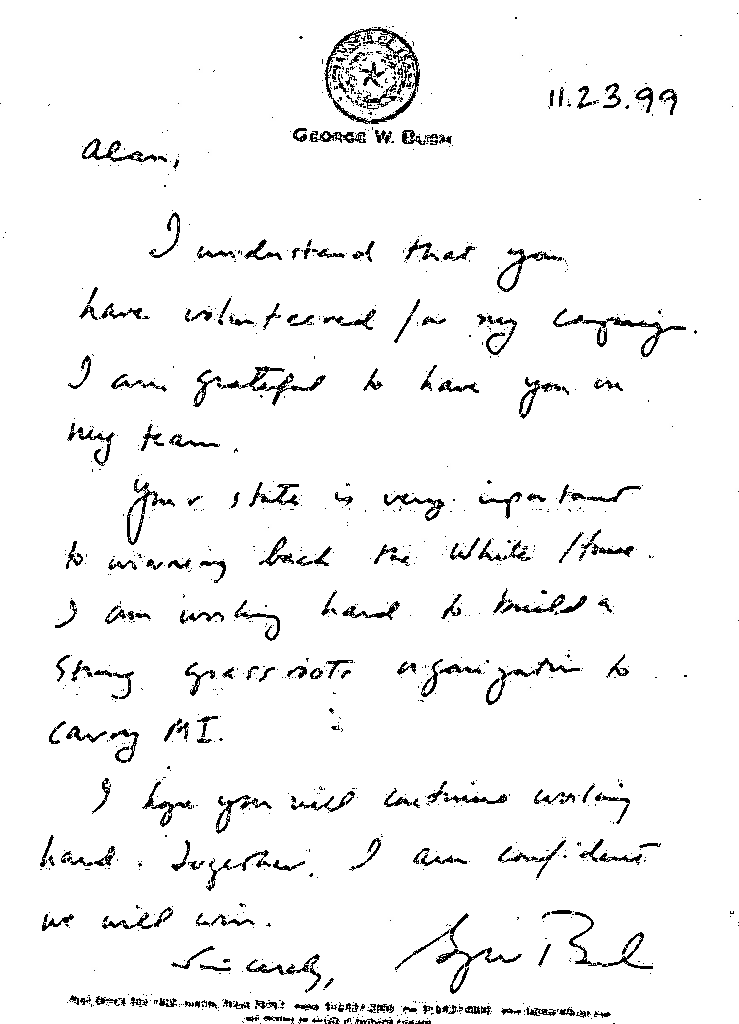 11.23.99
GEORGE W. BUSH
Alan,
I understand that you
have volunteered for my campaign.
I am grateful to have you on
my team.
Your state is very important
to winning back the White House.
I am working hard to build a
strong grassroots organization to
carry MI.
I hope you will continue working
hard. Together, I am confident
we will win.
Sincerely, George Bush